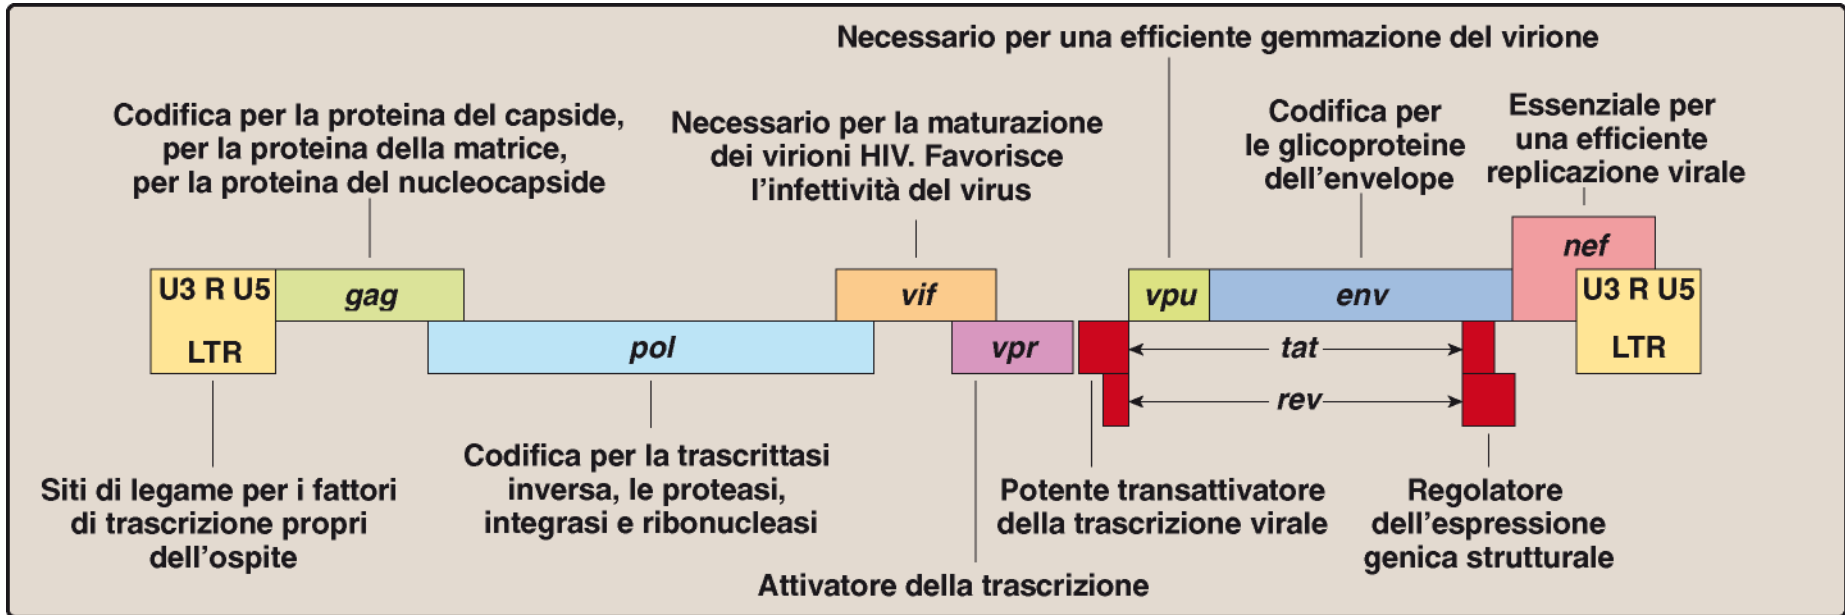 Necessario per una efficiente gemmazione del virione
Codifica per la proteina del capside,
per la proteina della matrice,
per la proteina del nucleocapside
Necessario per la maturazione
dei virioni HIV. Favorisce
l’infettività del virus
Codifica per
le glicoproteine
dell’envelope
Essenziale per
una efficiente
replicazione virale
U3 R U5
LTR
gag
pol
vif
vpr
vpu
env
tat
rev
nef
U3 R U5
LTR
Siti di legame per i fattori
di trascrizione propri
dell’ospite
Codifica per la trascrittasi
inversa, le proteasi,
integrasi e ribonucleasi
Attivatore della trascrizione
Potente transattivatore
della trascrizione virale
Regolatore
dell’espressione
genica strutturale